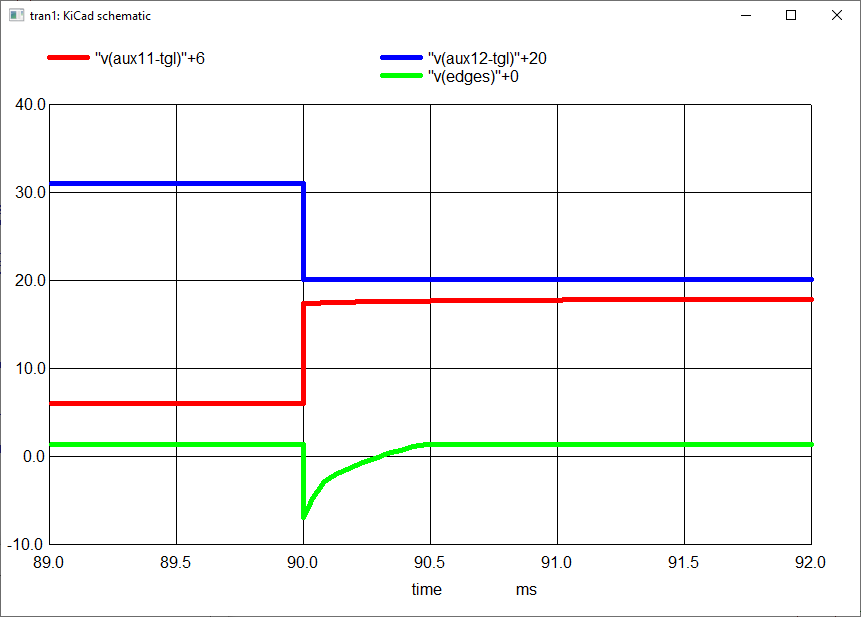 tran1: KiCad schematic
"v(aux11-tgl)"+6
"v(aux12-tgl)"+20
"v(edges)"+0
40.0
30.0
20.0
10.0
0.0
-10.0
89.0 89.5 90.0 90.5 91.0 91.5 92.0
time ms